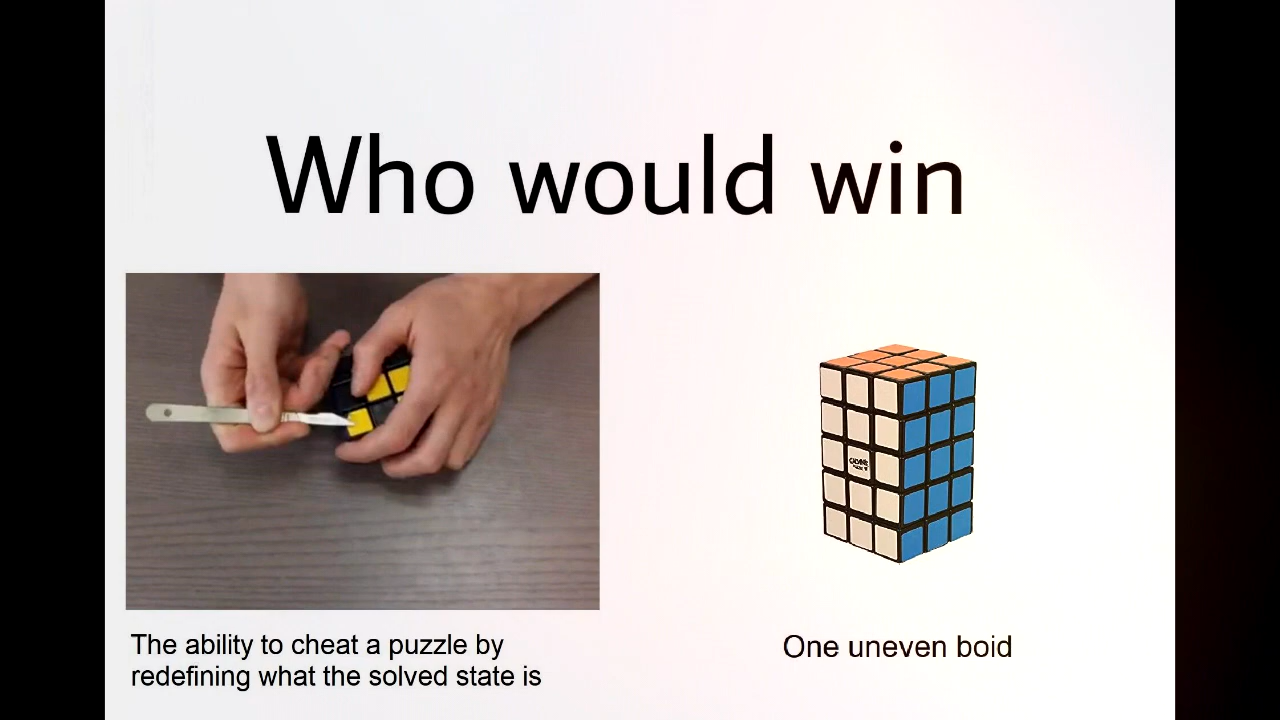 Who would win
The ability to cheat a puzzle by
redefining what the solved state is
One uneven boid